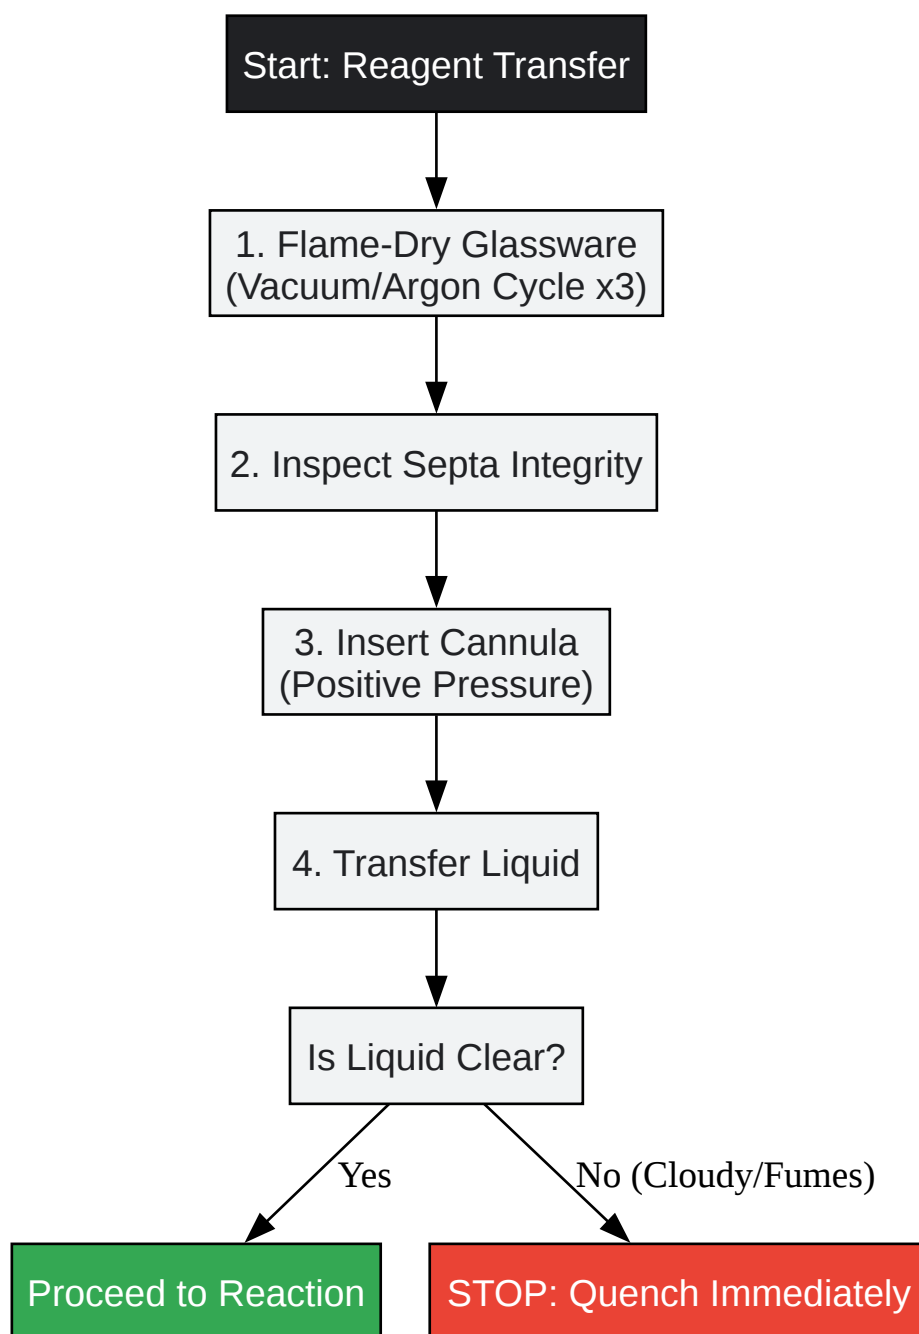 Start: Reagent Transfer
1. Flame-Dry Glassware
(Vacuum/Argon Cycle x3)
2. Inspect Septa Integrity
3. Insert Cannula
(Positive Pressure)
4. Transfer Liquid
Is Liquid Clear?
Yes
No (Cloudy/Fumes)
Proceed to Reaction
STOP: Quench Immediately